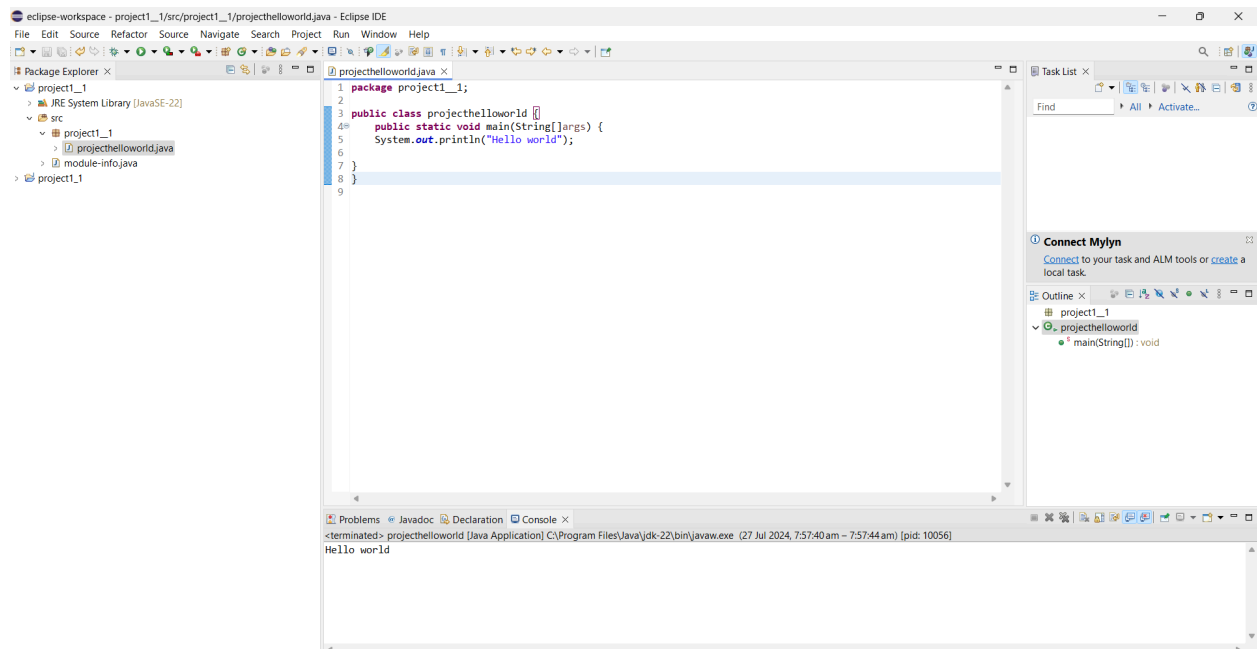 eclipse-workspace - project1__1/src/project1__1/projecthelloworld.java - Eclipse IDE
File Edit Source Refactor Source Navigate Search Project Run Window Help
Package Explorer
project1__1
JRE System Library [JavaSE-22]
src
project1__1
projecthelloworld.java
module-info.java
project1_1
projecthelloworld.java
1 package project1__1;
2
3 public class projecthelloworld {
4 public static void main(String[]args) {
5 System.out.println("Hello world");
6
7 }
8 }
9
Task List
Find All Activate...
Connect Mylyn
Connect to your task and ALM tools or create a
local task.
Outline
project1__1
projecthelloworld
main(String[]) : void
Problems Javadoc Declaration Console
<terminated> projecthelloworld [Java Application] C:\Program Files\Java\jdk-22\bin\javaw.exe (27 Jul 2024, 7:57:40 am – 7:57:44 am) [pid: 10056]
Hello world